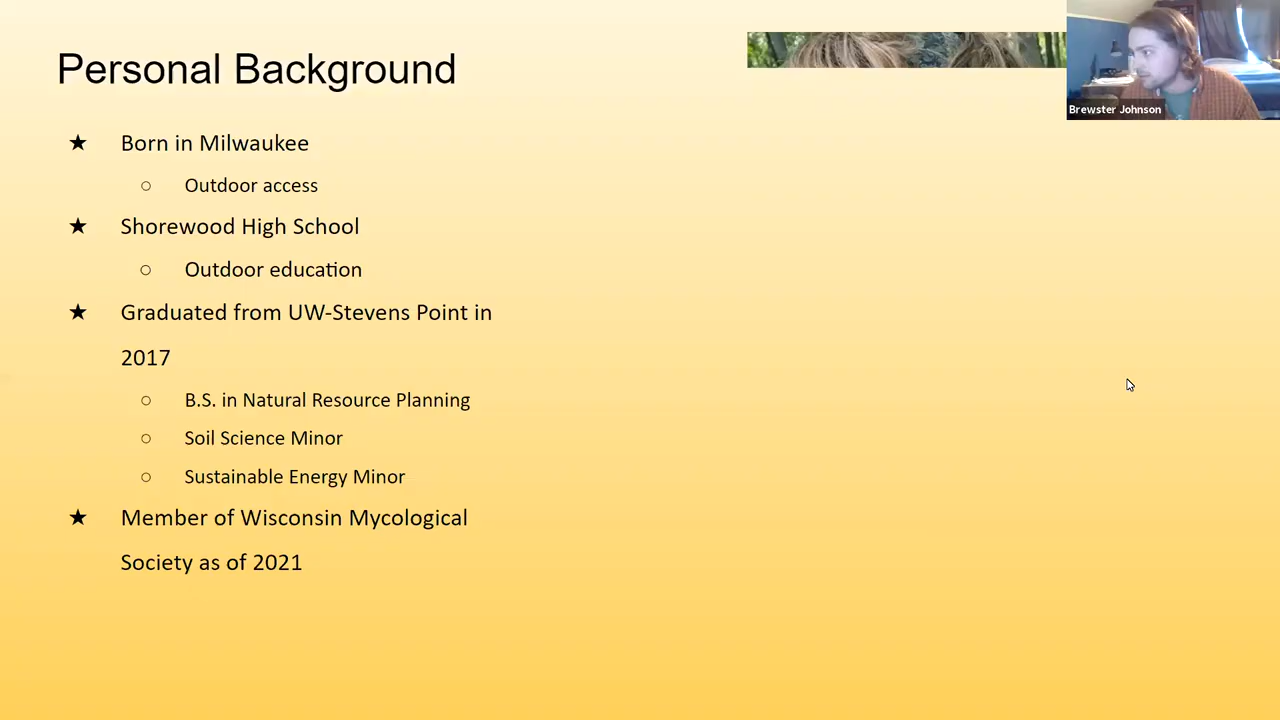 Personal Background
Brewster Johnson
★ Born in Milwaukee
○ Outdoor access
★ Shorewood High School
○ Outdoor education
★ Graduated from UW-Stevens Point in
2017
○ B.S. in Natural Resource Planning
○ Soil Science Minor
○ Sustainable Energy Minor
★ Member of Wisconsin Mycological
Society as of 2021